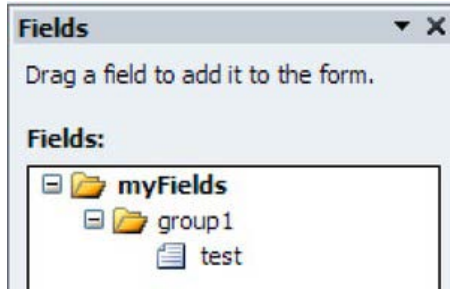 Fields
Drag a field to add it to the form.
Fields:
myFields
group1
test